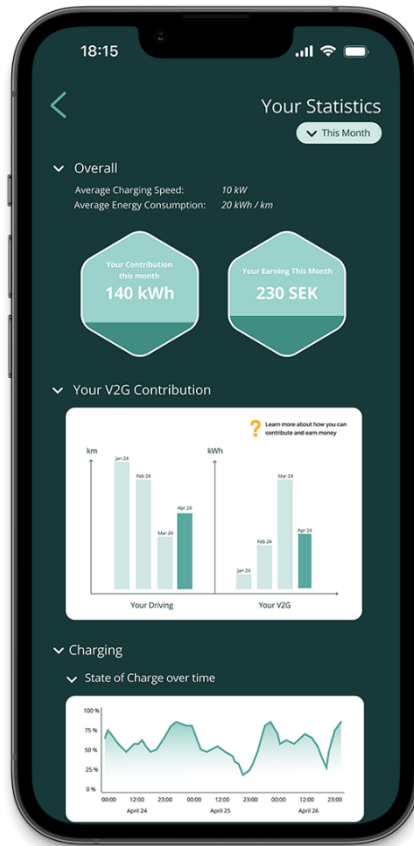 18:15
Your Statistics
This Month
Overall
Average Charging Speed: 10 kW
Average Energy Consumption: 20 kWh / km
Your Contribution
this month
140 kWh
Your Earning This Month
230 SEK
Your V2G Contribution
? Learn more about how you can
contribute and earn money
km
Jan 24
Feb 24
Mar 24
Apr 24
Your Driving
kWh
Jan 24
Feb 24
Mar 24
Apr 24
Your V2G
Charging
State of Charge over time
100 %
75 %
50 %
25 %
0 %
00:00 12:00 23:00 00:00 12:00 23:00 00:00 12:00 23:00
April 24 April 25 April 26